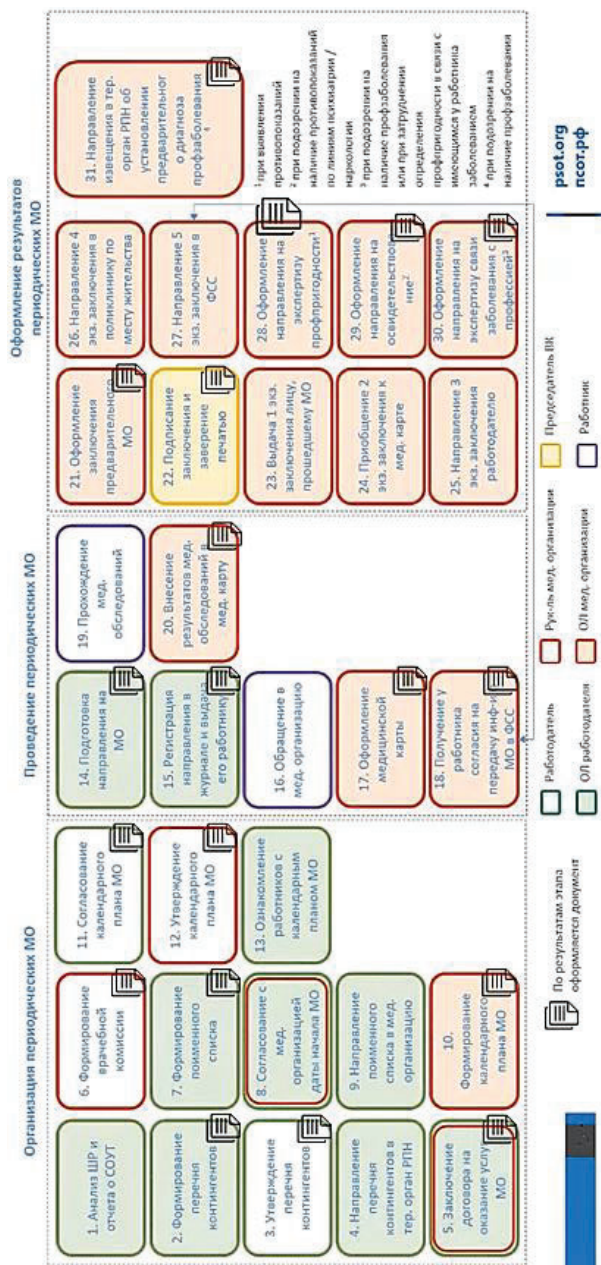 Организация периодических МО
1. Анализ ШР и
отчета о СОУТ
2. Формирование
перечня
контингентов
3. Утверждение
перечня
контингентов
4. Направление
перечня
контингентов в
тер. орган РПН
5. Заключение
договора на
оказание услуг
МО
6. Формирование
врачебной
комиссии
7. Формирование
поименного
списка
8. Согласование с
мед.
организацией
даты начала МО
9. Направление
поименного
списка в мед.
организацию
10.
Формирование
календарного
плана МО
11. Согласование
календарного
плана МО
12. Утверждение
календарного
плана МО
13. Ознакомление
работников с
календарным
планом МО
Проведение периодических МО
14. Подготовка
направления на
МО
15. Регистрация
направления в
журнале и выдача
его работнику
16. Обращение в
мед. организацию
17. Оформление
медицинской
карты
18. Получение у
работника
согласия на
передачу инф-и
МО в ФСС
19. Прохождение
мед.
обследований
20. Внесение
результатов мед.
обследований в
мед. карту
Оформление результатов
периодических МО
21. Оформление
заключения
предварительного
МО
22. Подписание
заключения и
заверение
печатью
23. Выдача 1 экз.
заключения лицу,
прошедшему МО
24. Приобщение 2
экз. заключения к
мед. карте
25. Направление 3
экз. заключения
работодателю
26. Направление 4
экз. заключения в
поликлинику по
месту жительства
27. Направление 5
экз. заключения в
ФСС
28. Оформление
направления на
экспертизу
профпригодности¹
29. Оформление
направления на
освидетельствова
ние²
30. Оформление
направления на
экспертизу связи
заболевания с
профессией³
31. Направление
извещения в тер.
орган РПН об
установлении
предварительног
о диагноза
профзаболевания
⁴
¹ при выявлении
противопоказаний
² при подозрении на
наличие противопоказаний
по линиям психиатрии /
наркологии
³ при подозрении на
наличие профзаболевания
или при затруднении
определения
профпригодности в связи с
имеющимся у работника
заболеванием
⁴ при подозрении на
наличие профзаболевания
По результатам этапа
оформляется документ
Работодатель
ОЛ работодателя
Рук-ль мед. организации
ОЛ мед. организации
Председатель ВК
Работник
psot.org
псот.рф